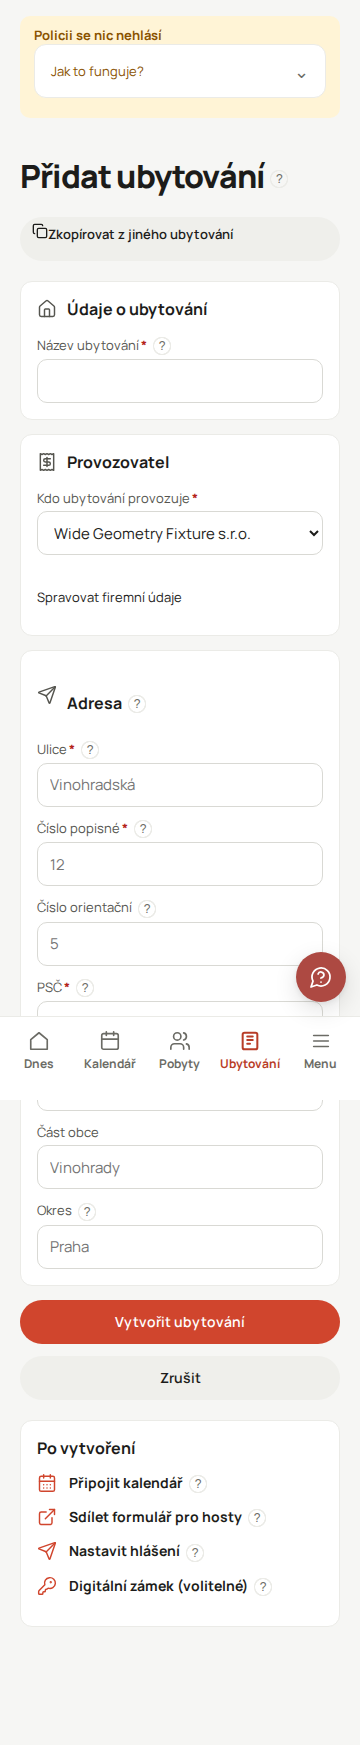 Policii se nic nehlásí
Jak to funguje?
Přidat ubytování ?
Zkopírovat z jiného ubytování
Údaje o ubytování
Název ubytování * ?
Provozovatel
Kdo ubytování provozuje *
Wide Geometry Fixture s.r.o.
Spravovat firemní údaje
Adresa ?
Ulice * ?
Vinohradská
Číslo popisné * ?
12
Číslo orientační ?
5
PSČ * ?
Dnes Kalendář Pobyty Ubytování Menu
Část obce
Vinohrady
Okres ?
Praha
Vytvořit ubytování
Zrušit
Po vytvoření
Připojit kalendář ?
Sdílet formulář pro hosty ?
Nastavit hlášení ?
Digitální zámek (volitelné) ?